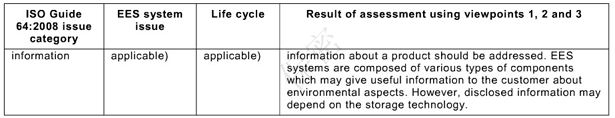 ISO Guide 64:2008 issue category
EES system issue
Life cycle
Result of assessment using viewpoints 1, 2 and 3
information
applicable)
applicable)
information about a product should be addressed. EES
systems are composed of various types of components
which may give useful information to the customer about
environmental aspects. However, disclosed information may
depend on the storage technology.